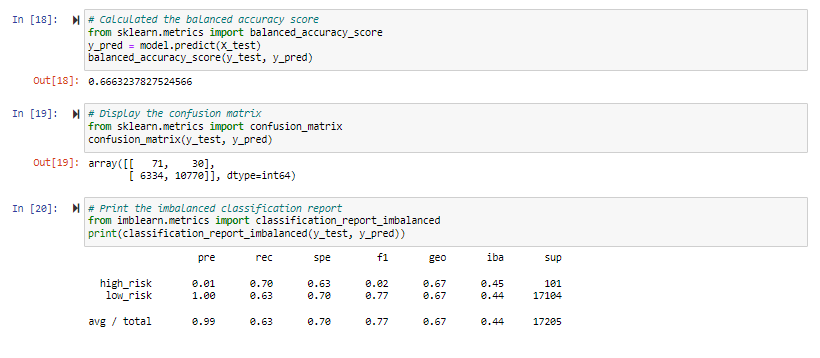 In [18]: # Calculated the balanced accuracy score
from sklearn.metrics import balanced_accuracy_score
y_pred = model.predict(X_test)
balanced_accuracy_score(y_test, y_pred)
Out[18]: 0.6663237827524566
In [19]: # Display the confusion matrix
from sklearn.metrics import confusion_matrix
confusion_matrix(y_test, y_pred)
Out[19]: array([[   71,    30],
       [ 6334, 10770]], dtype=int64)
In [20]: # Print the imbalanced classification report
from imblearn.metrics import classification_report_imbalanced
print(classification_report_imbalanced(y_test, y_pred))
pre rec spe f1 geo iba sup
high_risk 0.01 0.70 0.63 0.02 0.67 0.45 101
low_risk 1.00 0.63 0.70 0.77 0.67 0.44 17104
avg / total 0.99 0.63 0.70 0.77 0.67 0.44 17205